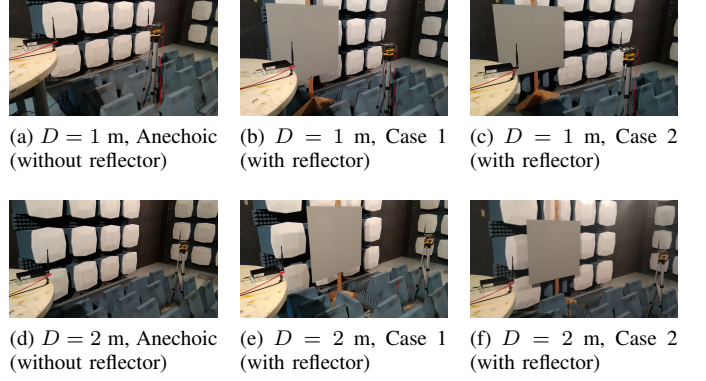 (a) D = 1 m, Anechoic
(without reflector)
(b) D = 1 m, Case 1
(with reflector)
(c) D = 1 m, Case 2
(with reflector)
(d) D = 2 m, Anechoic
(without reflector)
(e) D = 2 m, Case 1
(with reflector)
(f) D = 2 m, Case 2
(with reflector)